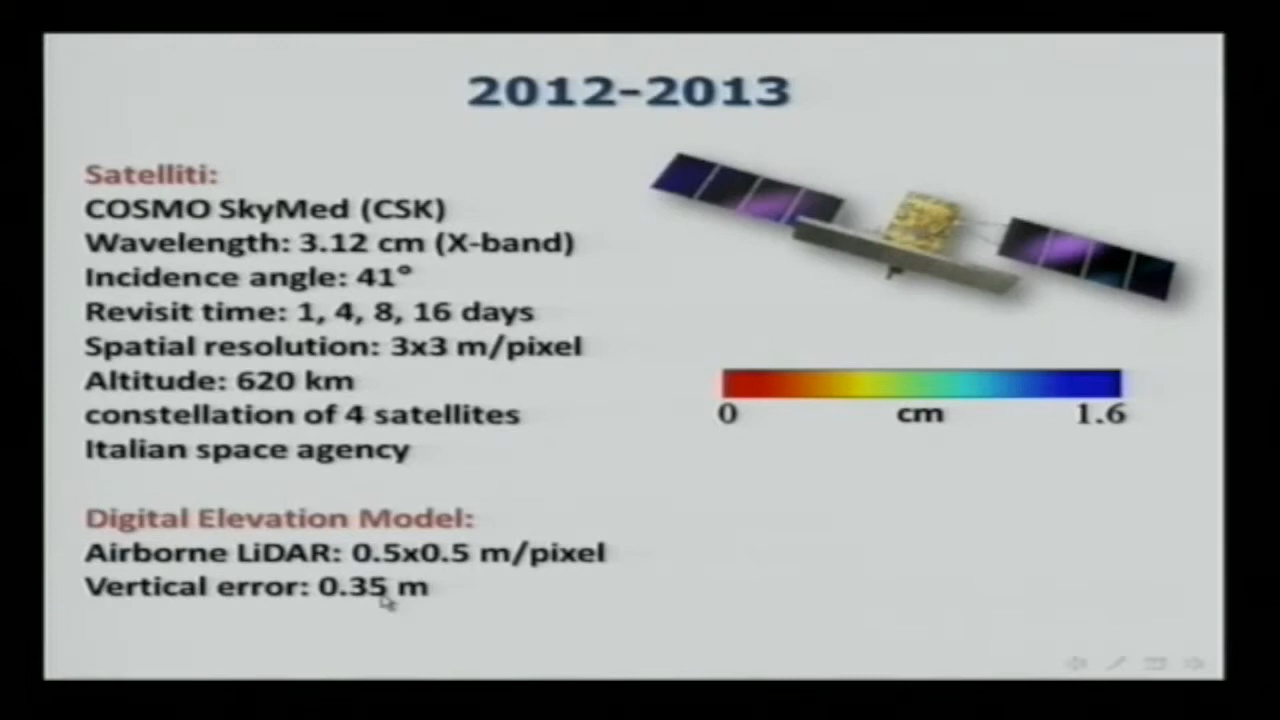 2012-2013
Satelliti:
COSMO SkyMed (CSK)
Wavelength: 3.12 cm (X-band)
Incidence angle: 41°
Revisit time: 1, 4, 8, 16 days
Spatial resolution: 3x3 m/pixel
Altitude: 620 km
constellation of 4 satellites
Italian space agency
0 cm 1.6
Digital Elevation Model:
Airborne LiDAR: 0.5x0.5 m/pixel
Vertical error: 0.35 m